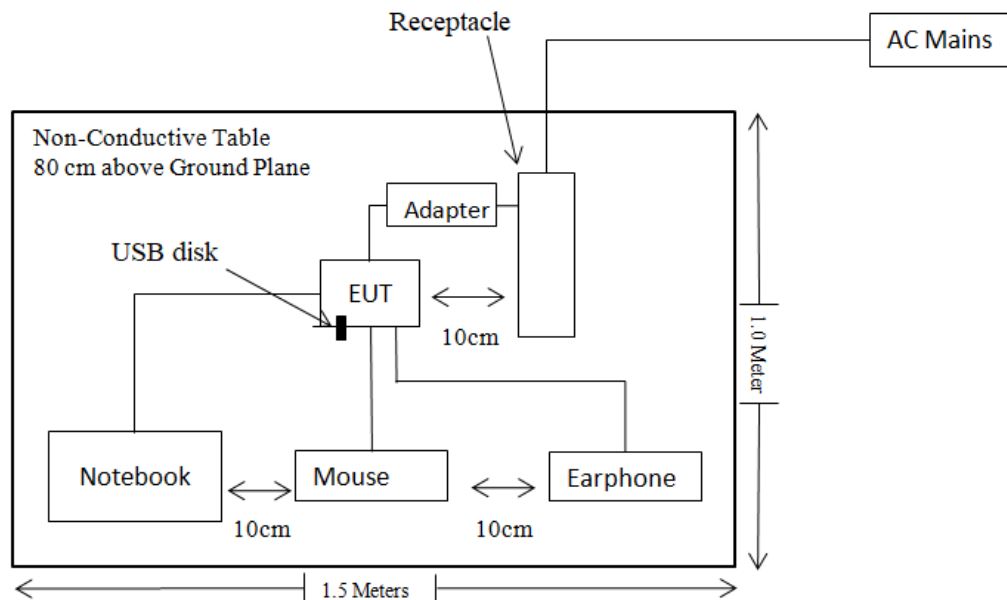 Receptacle
AC Mains
Non-Conductive Table
80 cm above Ground Plane
Adapter
USB disk
EUT
10cm
1.0 Meter
Notebook
Mouse
Earphone
10cm
10cm
1.5 Meters